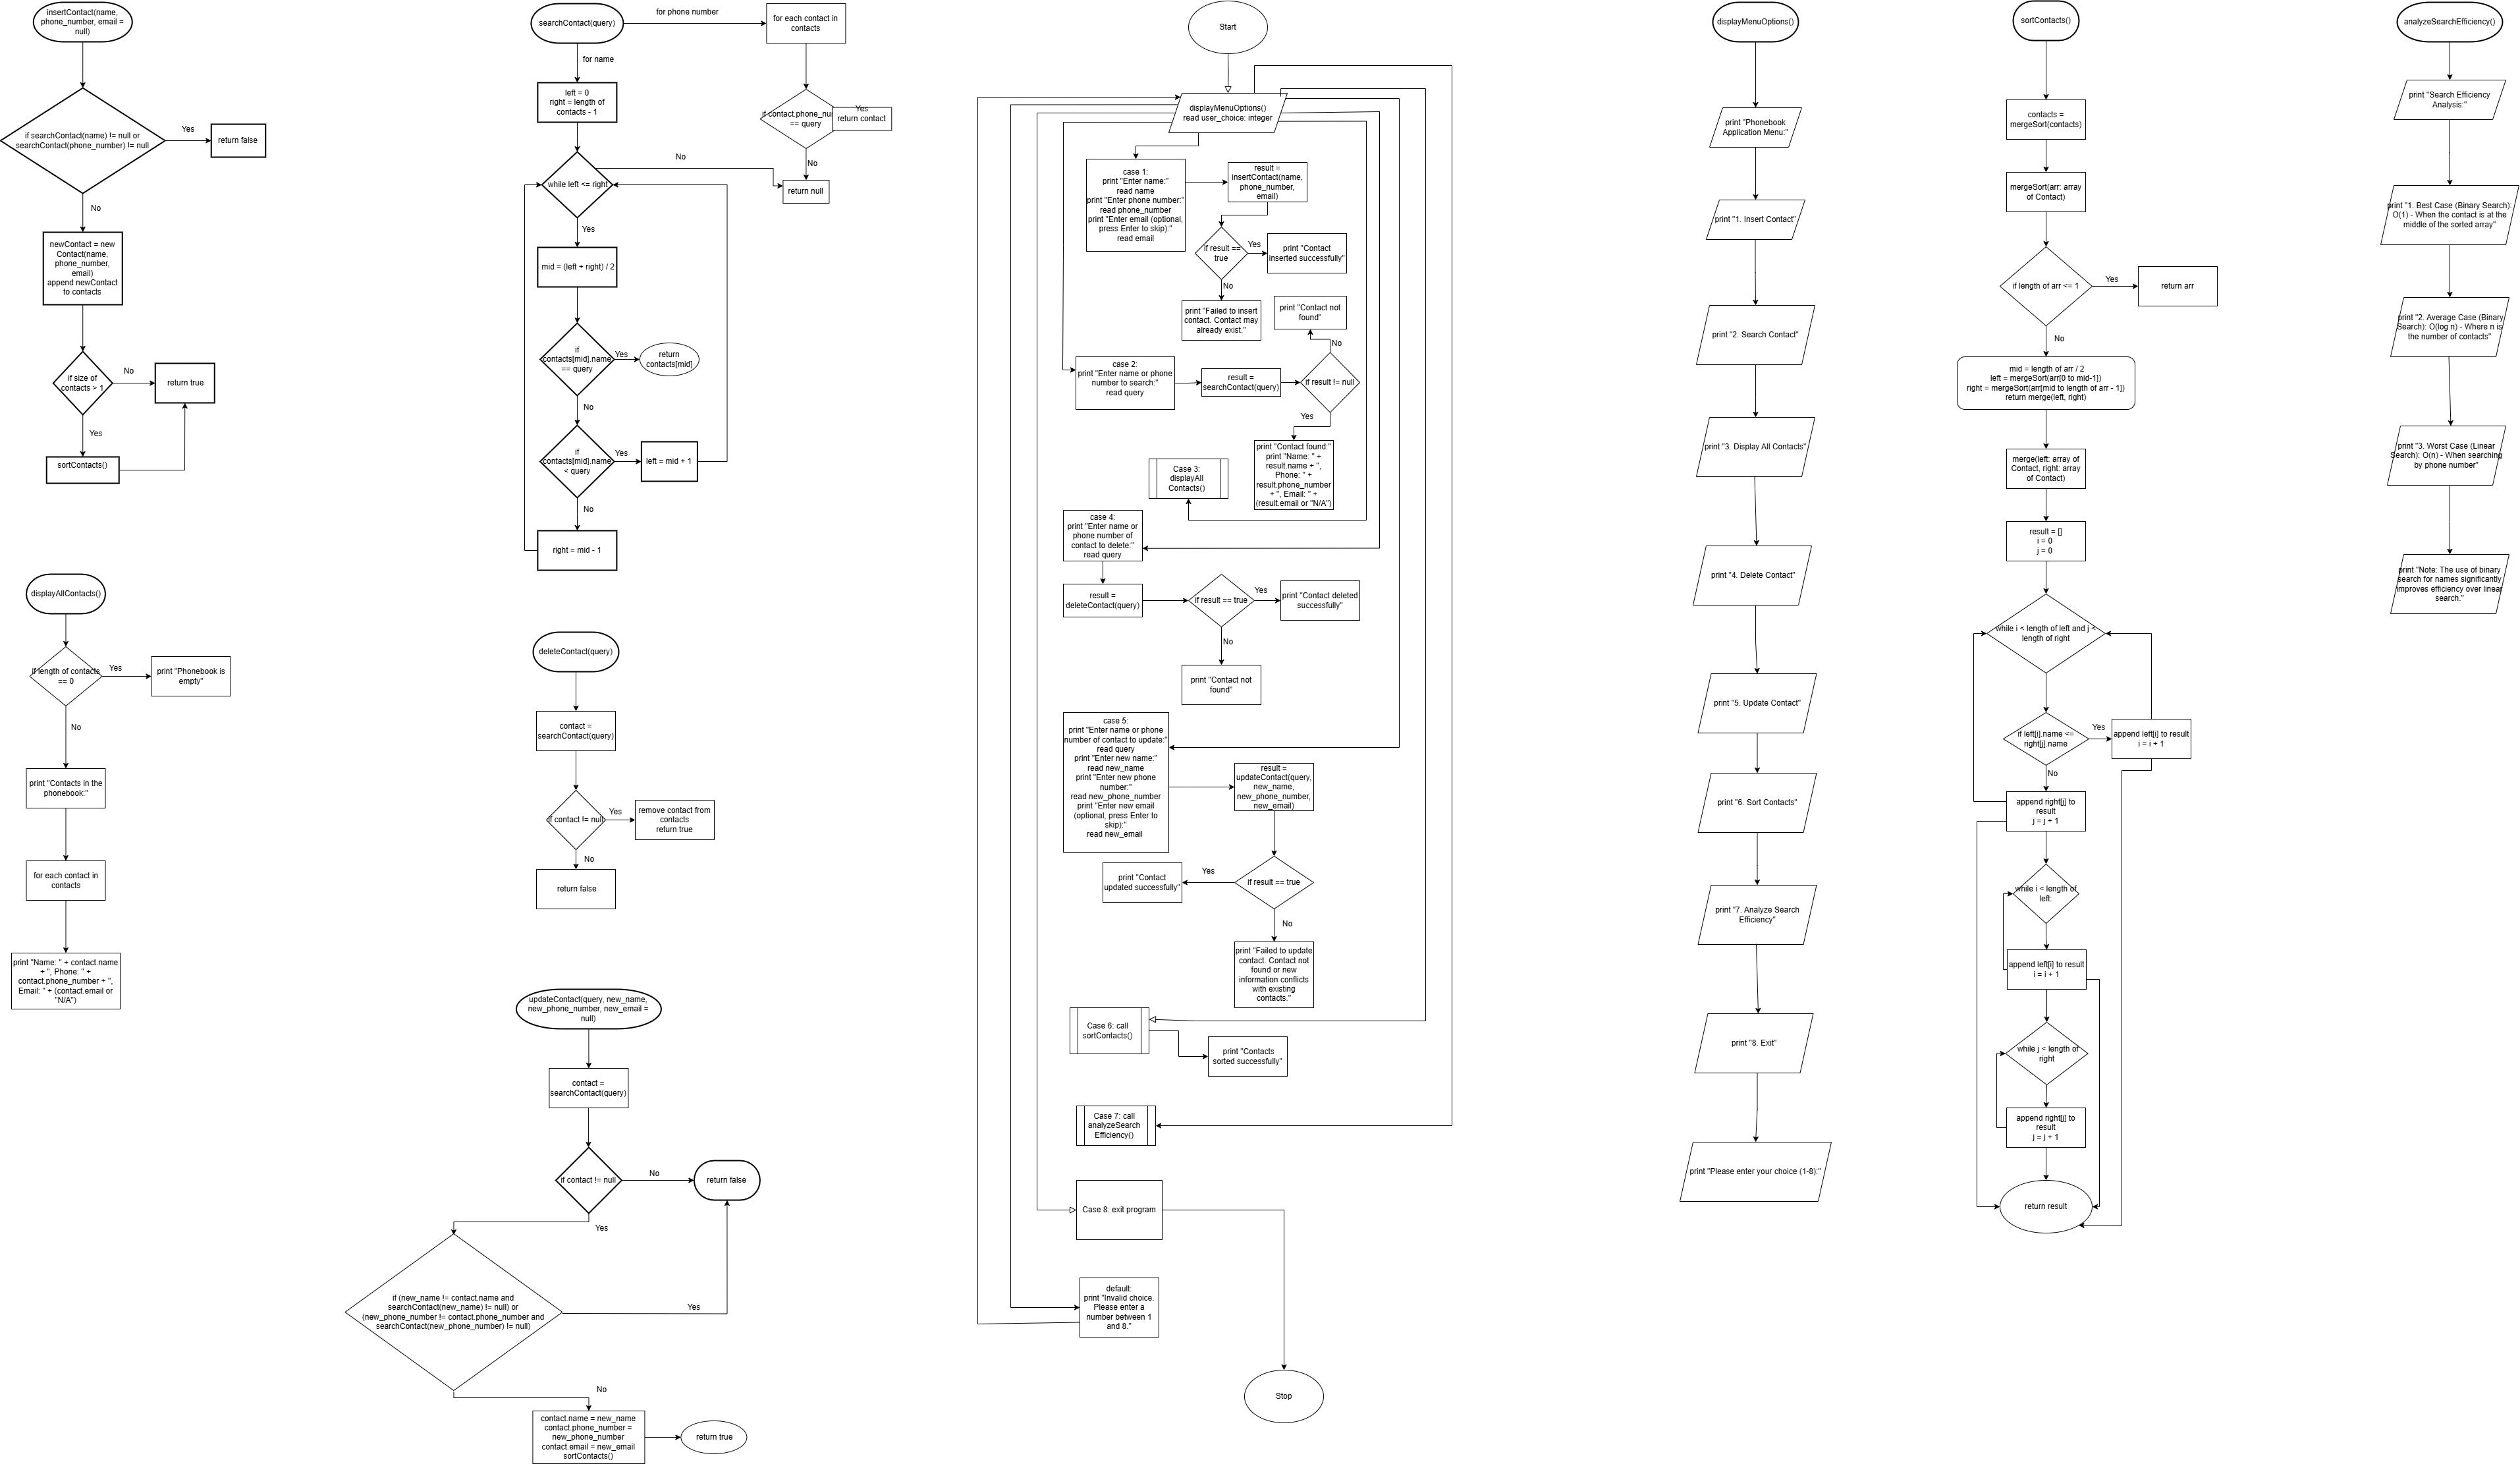 insertContact(name,
phone_number, email =
null)
if searchContact(name) != null or
searchContact(phone_number) != null
Yes
return false
No
newContact = new
Contact(name,
phone_number,
email)
append newContact
to contacts
if size of
contacts > 1
No
return true
Yes
sortContacts()
displayAllContacts()
if length of contacts
== 0
Yes
print "Phonebook is
empty"
No
print "Contacts in the
phonebook:"
for each contact in
contacts
print "Name: " + contact.name
+ ", Phone: " +
contact.phone_number + ",
Email: " + (contact.email or
"N/A")
searchContact(query)
for phone number
for each contact in
contacts
for name
left = 0
right = length of
contacts - 1
Yes
return contact
== query
No
return null
while left <= right
No
Yes
mid = (left + right) / 2
if
contacts[mid].name
== query
Yes
return
contacts[mid]
No
if
contacts[mid].name
< query
Yes
left = mid + 1
No
right = mid - 1
deleteContact(query)
contact =
searchContact(query)
if contact != null
Yes
remove contact from
contacts
return true
No
return false
updateContact(query, new_name,
new_phone_number, new_email =
null)
contact =
searchContact(query)
if contact != null
No
return false
Yes
if (new_name != contact.name and
searchContact(new_name) != null) or
(new_phone_number != contact.phone_number and
searchContact(new_phone_number) != null)
Yes
No
contact.name = new_name
contact.phone_number =
new_phone_number
contact.email = new_email
sortContacts()
return true
Start
displayMenuOptions()
read user_choice: integer
case 1:
print "Enter name:"
read name
print "Enter phone number:"
read phone_number
print "Enter email (optional,
press Enter to skip):"
read email
result =
insertContact(name,
phone_number,
email)
if result ==
true
Yes
print "Contact
inserted successfully"
No
print "Failed to insert
contact. Contact may
already exist."
print "Contact not
found"
No
case 2:
print "Enter name or phone
number to search:"
read query
result =
searchContact(query)
if result != null
Yes
print "Contact found:"
print "Name: " +
result.name + ",
Phone: " +
result.phone_number
+ ", Email: " +
(result.email or "N/A")
Case 3:
displayAll
Contacts()
case 4:
print "Enter name or
phone number of
contact to delete:"
read query
result =
deleteContact(query)
if result == true
Yes
print "Contact deleted
successfully"
No
print "Contact not
found"
case 5:
print "Enter name or phone
number of contact to update:"
read query
print "Enter new name:"
read new_name
print "Enter new phone
number:"
read new_phone_number
print "Enter new email
(optional, press Enter to
skip):"
read new_email
result =
updateContact(query,
new_name,
new_phone_number,
new_email)
if result == true
Yes
print "Contact
updated successfully"
No
print "Failed to update
contact. Contact not
found or new
information conflicts
with existing
contacts."
Case 6: call
sortContacts()
print "Contacts
sorted successfully"
Case 7: call
analyzeSearch
Efficiency()
Case 8: exit program
default:
print "Invalid choice.
Please enter a
number between 1
and 8."
Stop
displayMenuOptions()
print "Phonebook
Application Menu:"
print "1. Insert Contact"
print "2. Search Contact"
print "3. Display All Contacts"
print "4. Delete Contact"
print "5. Update Contact"
print "6. Sort Contacts"
print "7. Analyze Search
Efficiency"
print "8. Exit"
print "Please enter your choice (1-8):"
sortContacts()
contacts =
mergeSort(contacts)
mergeSort(arr: array
of Contact)
if length of arr <= 1
Yes
return arr
No
mid = length of arr / 2
left = mergeSort(arr[0 to mid-1])
right = mergeSort(arr[mid to length of arr - 1])
return merge(left, right)
merge(left: array of
Contact, right: array
of Contact)
result = []
i = 0
j = 0
while i < length of left and j <
length of right
if left[i].name <=
right[j].name
Yes
append left[i] to result
i = i + 1
No
append right[j] to
result
j = j + 1
while i < length of
left:
append left[i] to result
i = i + 1
while j < length of
right
append right[j] to
result
j = j + 1
return result
analyzeSearchEfficiency()
print "Search Efficiency
Analysis:"
print "1. Best Case (Binary Search):
O(1) - When the contact is at the
middle of the sorted array"
print "2. Average Case (Binary
Search): O(log n) - Where n is
the number of contacts"
print "3. Worst Case (Linear
Search): O(n) - When searching
by phone number"
print "Note: The use of binary
search for names significantly
improves efficiency over linear
search."